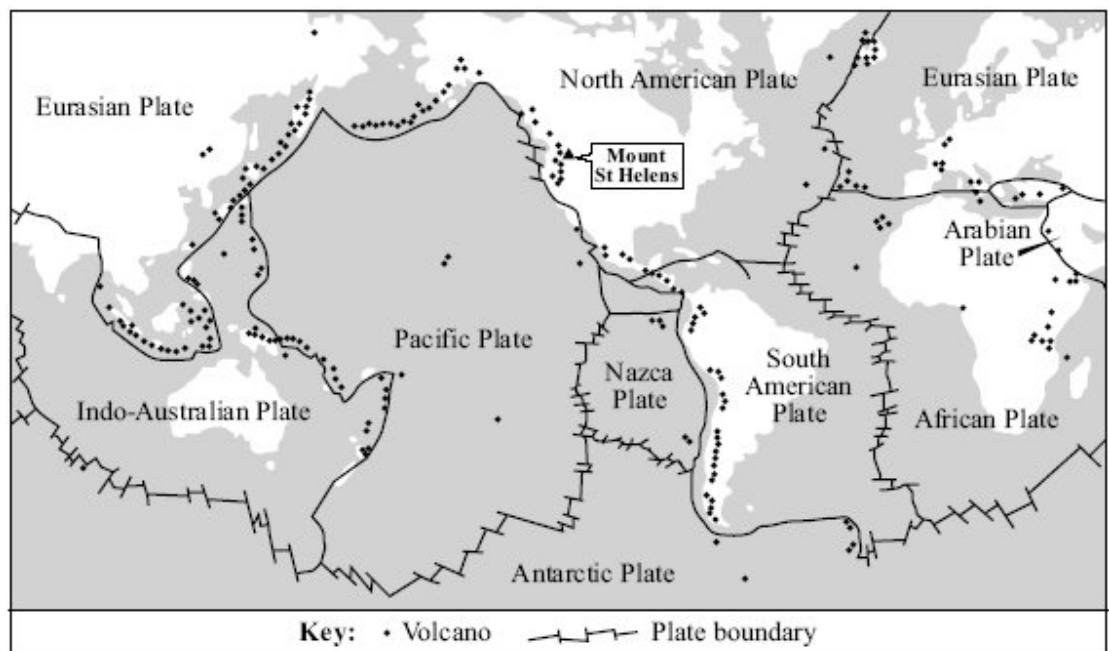 Eurasian Plate
North American Plate
Eurasian Plate
Mount
St Helens
Arabian
Plate
Pacific Plate
Nazca
Plate
South
American
Plate
Indo-Australian Plate
African Plate
Antarctic Plate
Key: Volcano Plate boundary